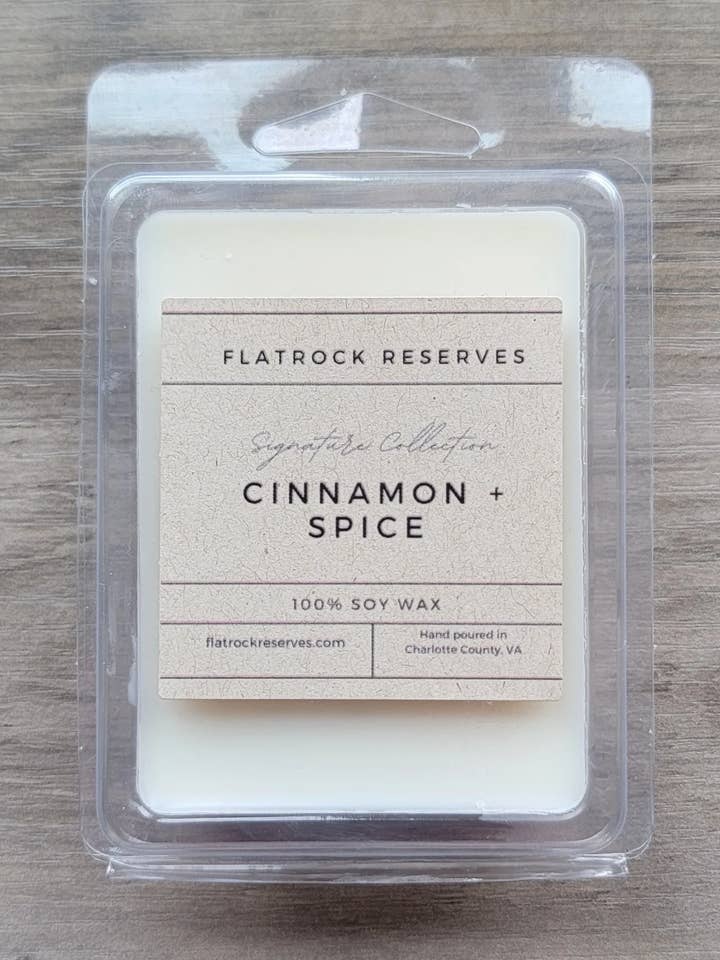 FLATROCK RESERVES
Signature Collection
CINNAMON +
SPICE
100% SOY WAX
flatrockreserves.com
Hand poured in
Charlotte County, VA